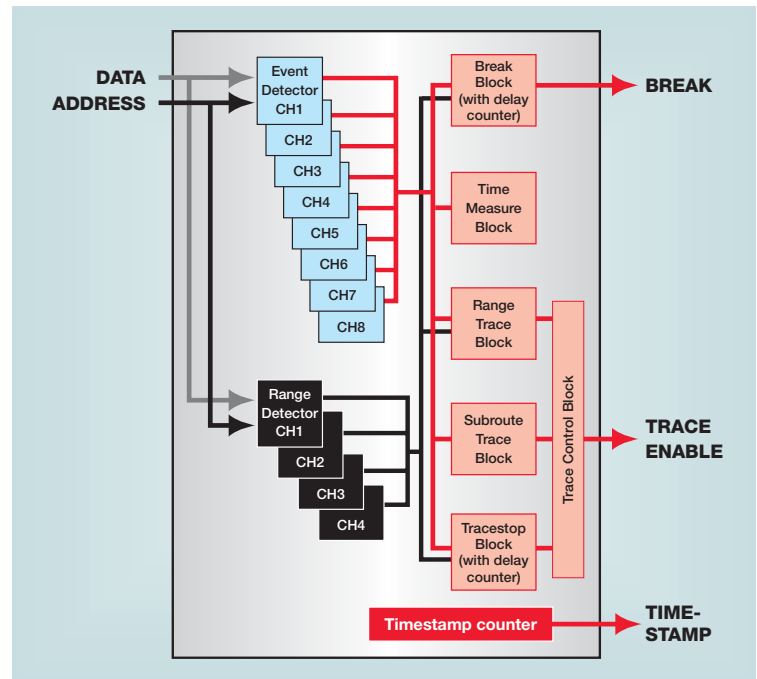 DATA
ADDRESS
Event
Detector
CH1
CH2
CH3
CH4
CH5
CH6
CH7
CH8
Range
Detector
CH1
CH2
CH3
CH4
Break
Block
(with delay
counter)
Time
Measure
Block
Range
Trace
Block
Subroute
Trace
Block
Tracestop
Block
(with delay
counter)
Trace Control Block
Timestamp counter
BREAK
TRACE
ENABLE
TIME-
STAMP